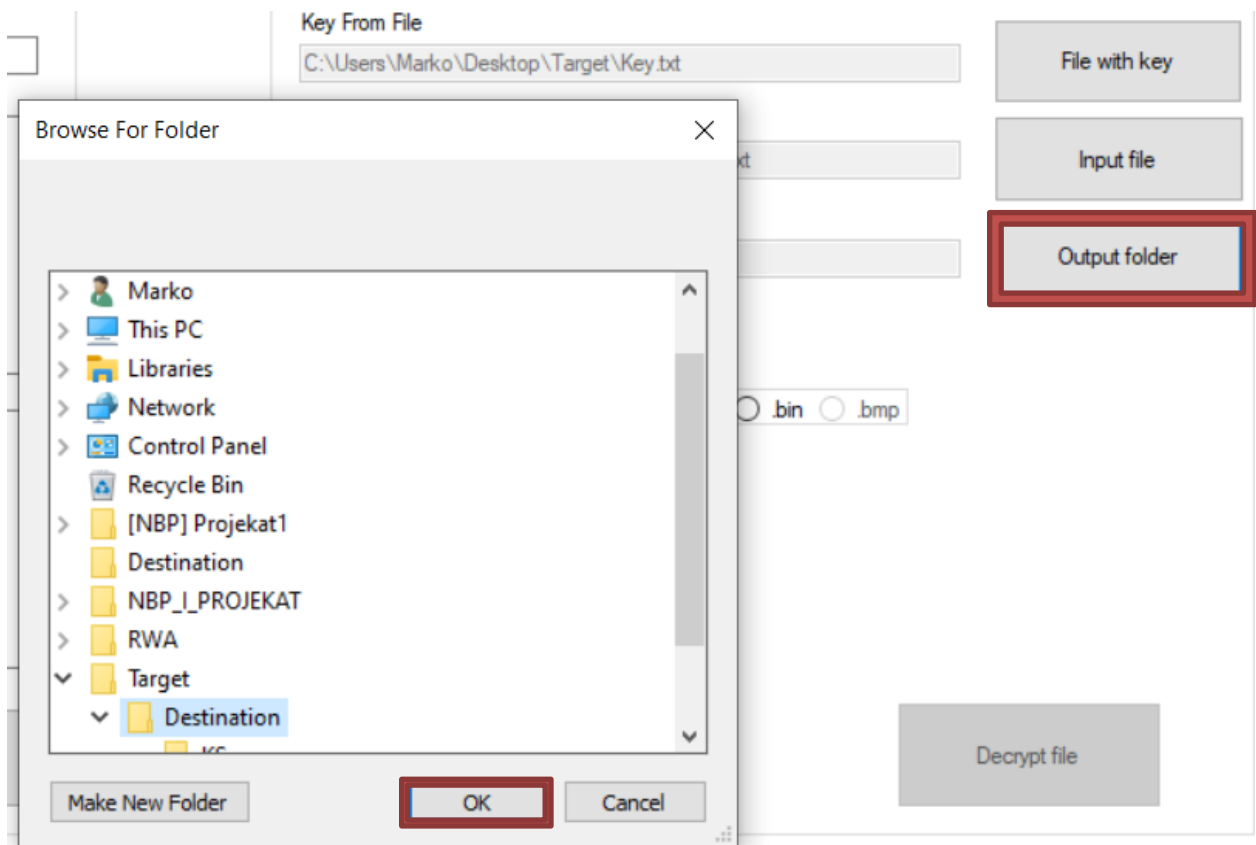 Key From File
C:\Users\Marko\Desktop\Target\Key.txt
File with key
Browse For Folder
Input file
Output folder
Marko
This PC
Libraries
Network
.bin .bmp
Control Panel
Recycle Bin
[NBP] Projekat1
Destination
NBP_I_PROJEKAT
RWA
Target
Destination
Decrypt file
Make New Folder OK Cancel